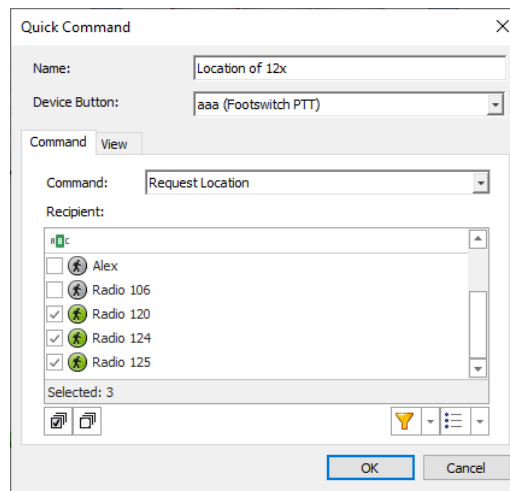 Quick Command
Name: Location of 12x
Device Button: aaa (Footswitch PTT)
Command View
Command: Request Location
Recipient:
ABC
Alex
Radio 106
Radio 120
Radio 124
Radio 125
Selected: 3
OK Cancel